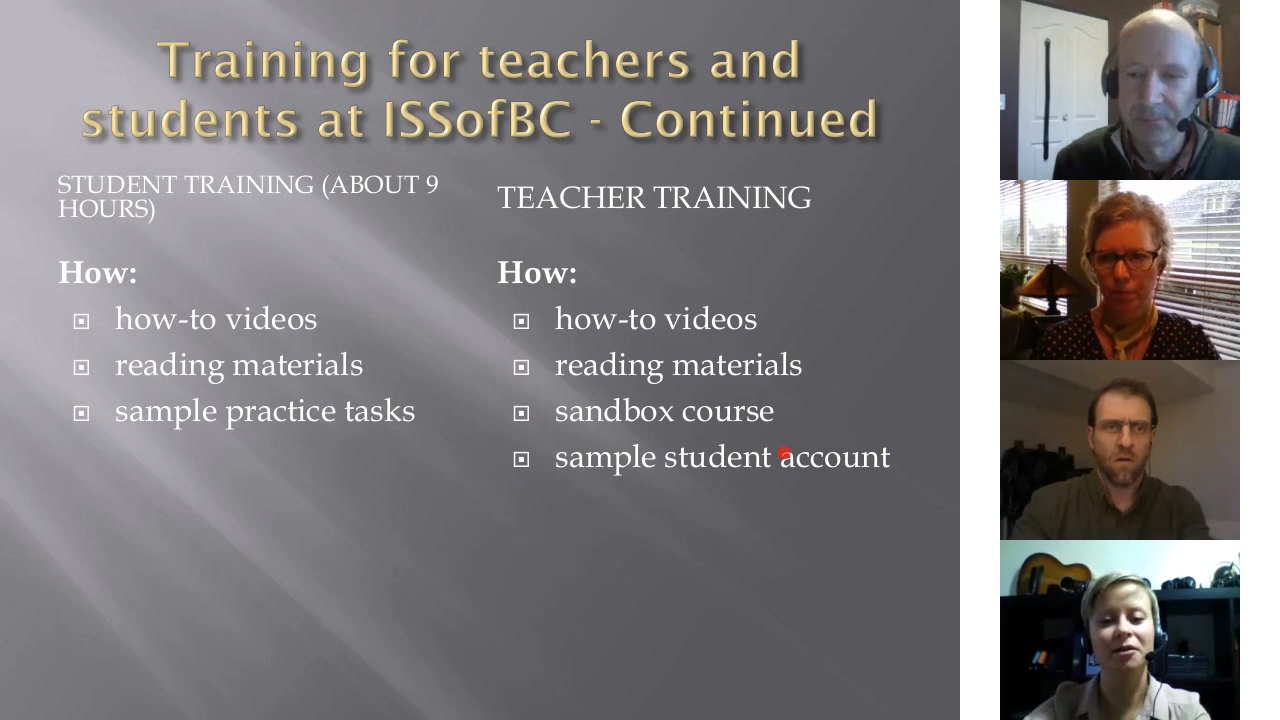 Training for teachers and
students at ISSofBC - Continued
STUDENT TRAINING (ABOUT 9
HOURS)
How:
how-to videos
reading materials
sample practice tasks
TEACHER TRAINING
How:
how-to videos
reading materials
sandbox course
sample student account